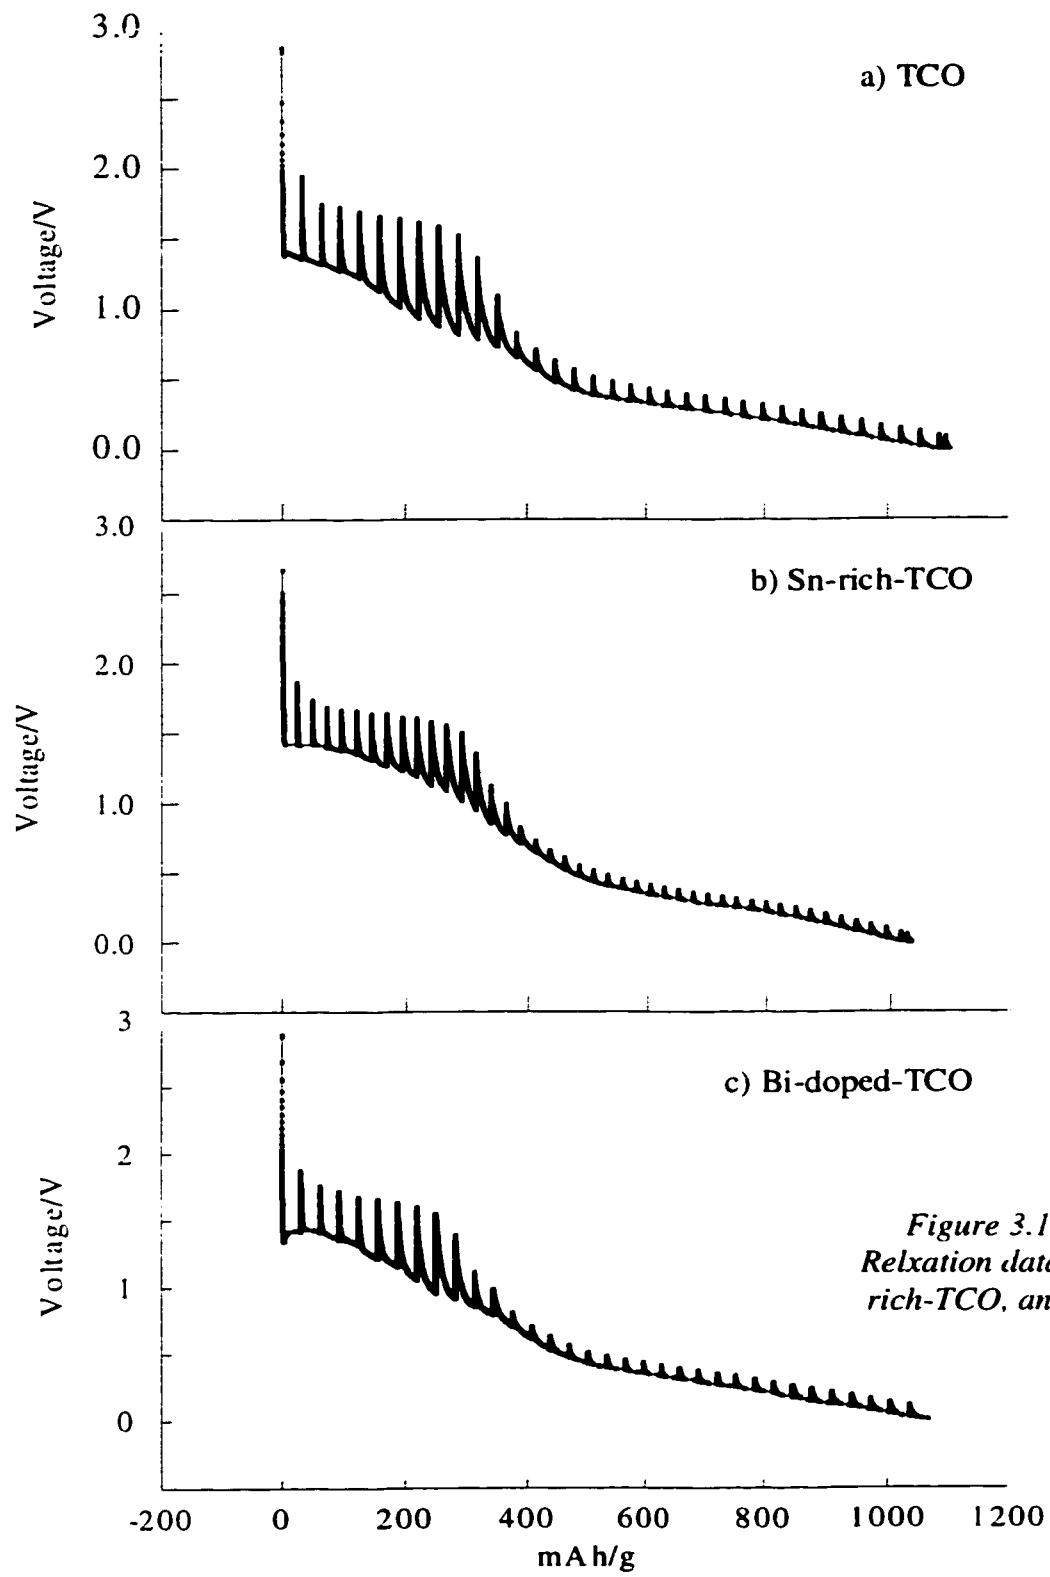 3.0
a) TCO
2.0
Voltage/V
1.0
0.0
3.0
b) Sn-rich-TCO
2.0
Voltage/V
1.0
0.0
3
c) Bi-doped-TCO
2
Voltage/V
Figure 3.1
Relxation data
rich-TCO, an
1
0
-200 0 200 400 600 800 1000 1200
mAh/g